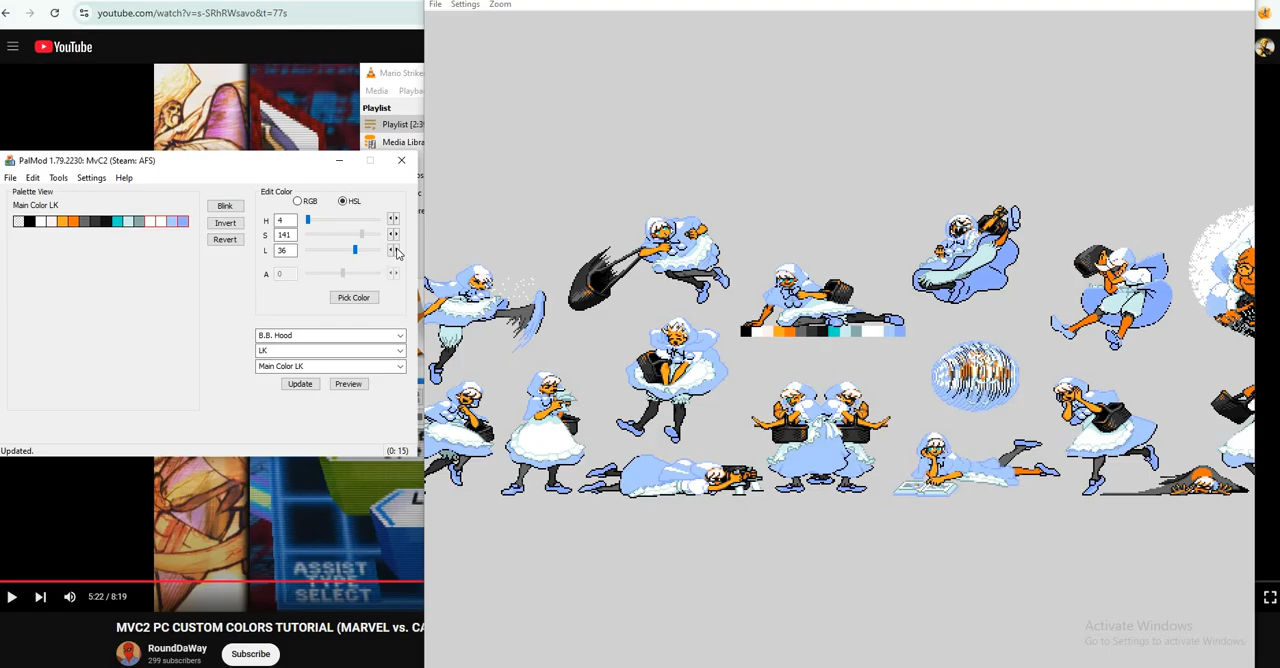 youtube.com/watch?v=s-SRhRWsavo&t=77s
File Settings Zoom
YouTube
Mario Strike
Media Playba
Playlist
Playlist [2:3
Media Libra
PalMod 1.79.2230: MvC2 (Steam: AFS)
File Edit Tools Settings Help
Palette View
Main Color LK
Blink
Invert
Revert
Edit Color
RGB HSL
H 4
S 141
L 36
A 0
Pick Color
B.B. Hood
LK
Main Color LK
Update Preview
Updated. (0: 15)
ASSIST
TYPE
SELECT
5:22 / 8:19
MVC2 PC CUSTOM COLORS TUTORIAL (MARVEL vs. CA
RoundDaWay
299 subscribers
Subscribe
Activate Windows
Go to Settings to activate Windows.